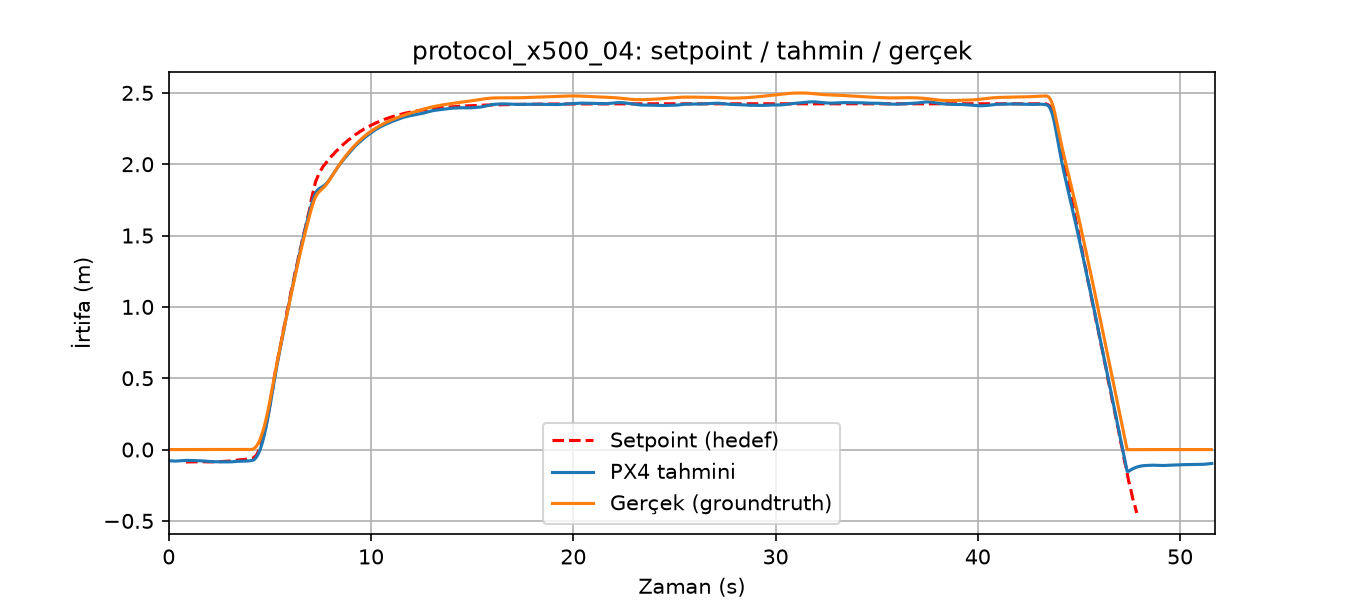 protocol_x500_04: setpoint / tahmin / gerçek
2.5
2.0
1.5
1.0
0.5
0.0
−0.5
İrtifa (m)
Setpoint (hedef)
PX4 tahmini
Gerçek (groundtruth)
0 10 20 30 40 50
Zaman (s)